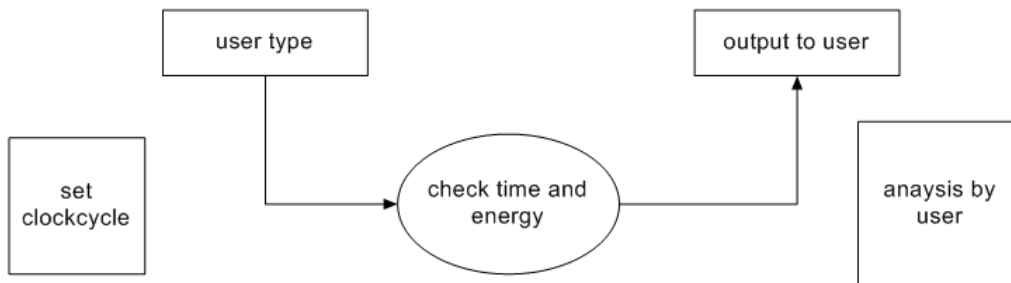 user type
output to user
set
clockcycle
check time and
energy
anaysis by
user